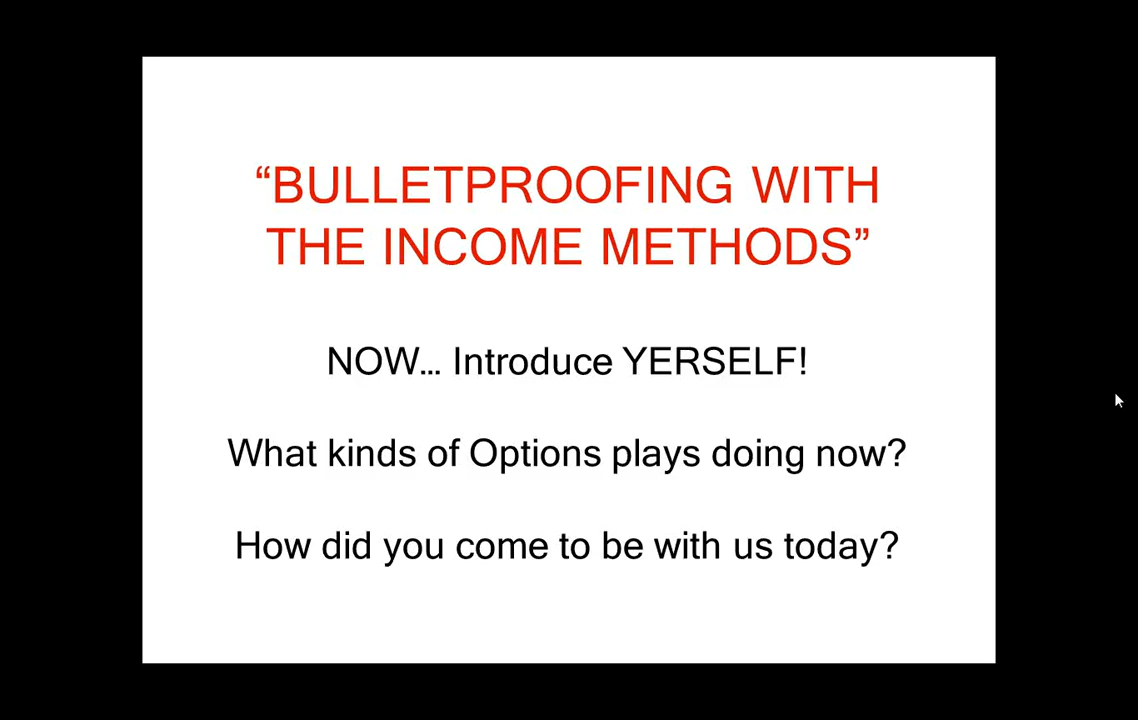 “BULLETPROOFING WITH
THE INCOME METHODS”
NOW... Introduce YERSELF!
What kinds of Options plays doing now?
How did you come to be with us today?